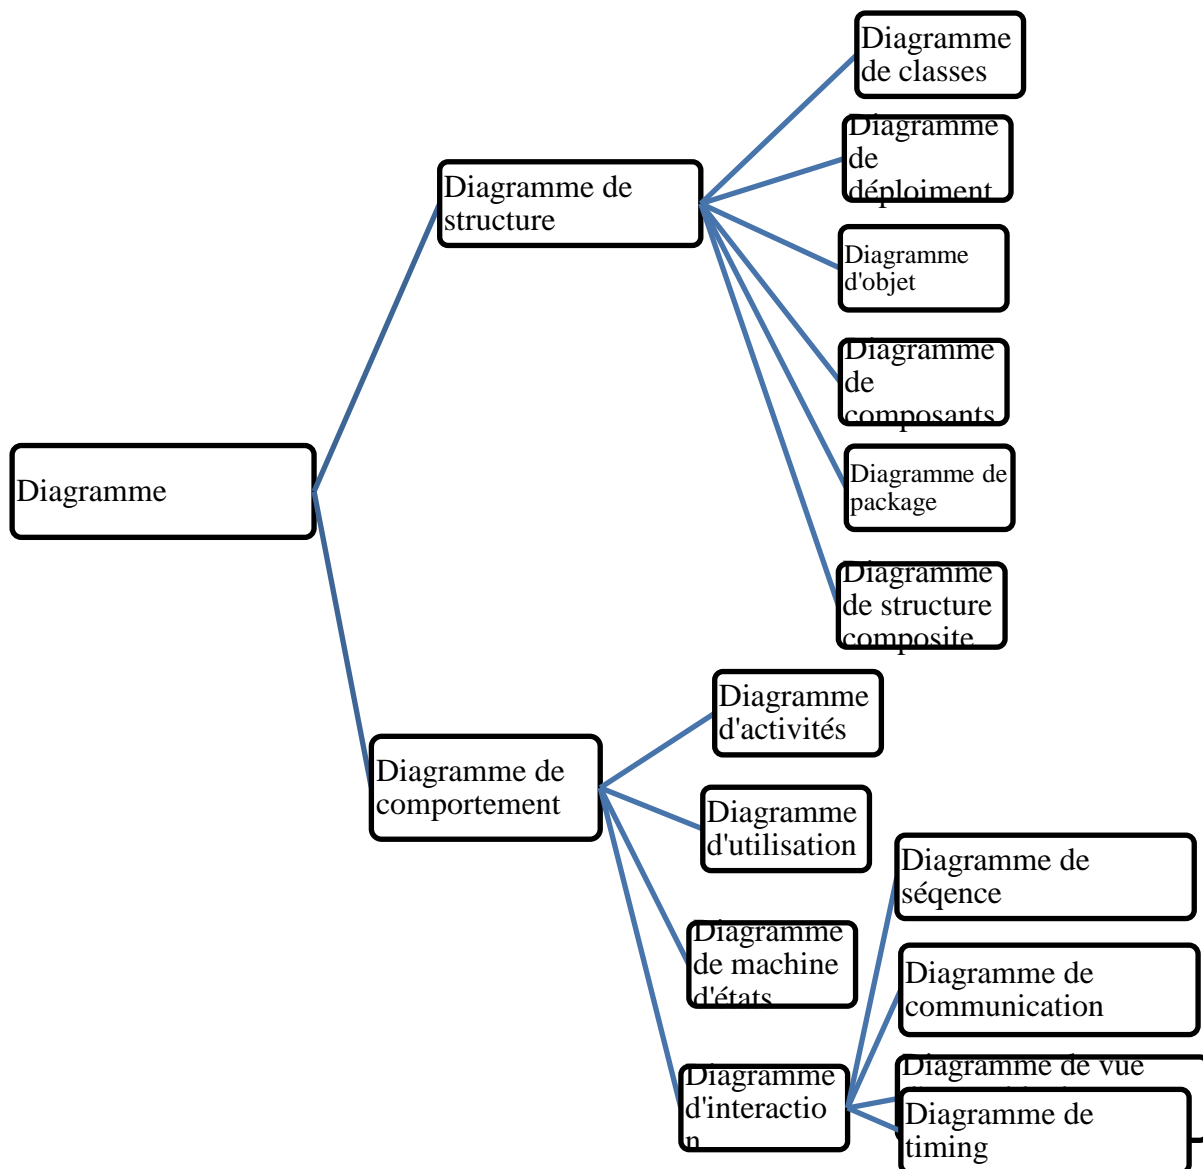 Diagramme
de classes
Diagramme
de
déploiment
Diagramme de
structure
Diagramme
d'objet
Diagramme
de
composants
Diagramme
Diagramme de
package
Diagramme
de structure
composite
Diagramme
d'activités
Diagramme de
comportement
Diagramme
d'utilisation
Diagramme de
séqence
Diagramme
de machine
d'états
Diagramme de
communication
Diagramme
d'interactio
n
Diagramme de vue
Diagramme de
timing